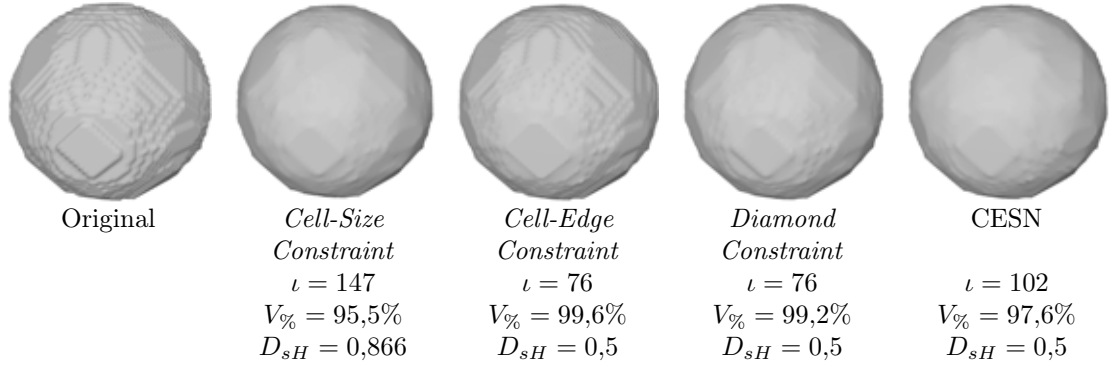 Original Cell-Size Cell-Edge Diamond CESN
Constraint Constraint Constraint
ι = 147 ι = 76 ι = 76 ι = 102
V% = 95,5% V% = 99,6% V% = 99,2% V% = 97,6%
DsH = 0,866 DsH = 0,5 DsH = 0,5 DsH = 0,5